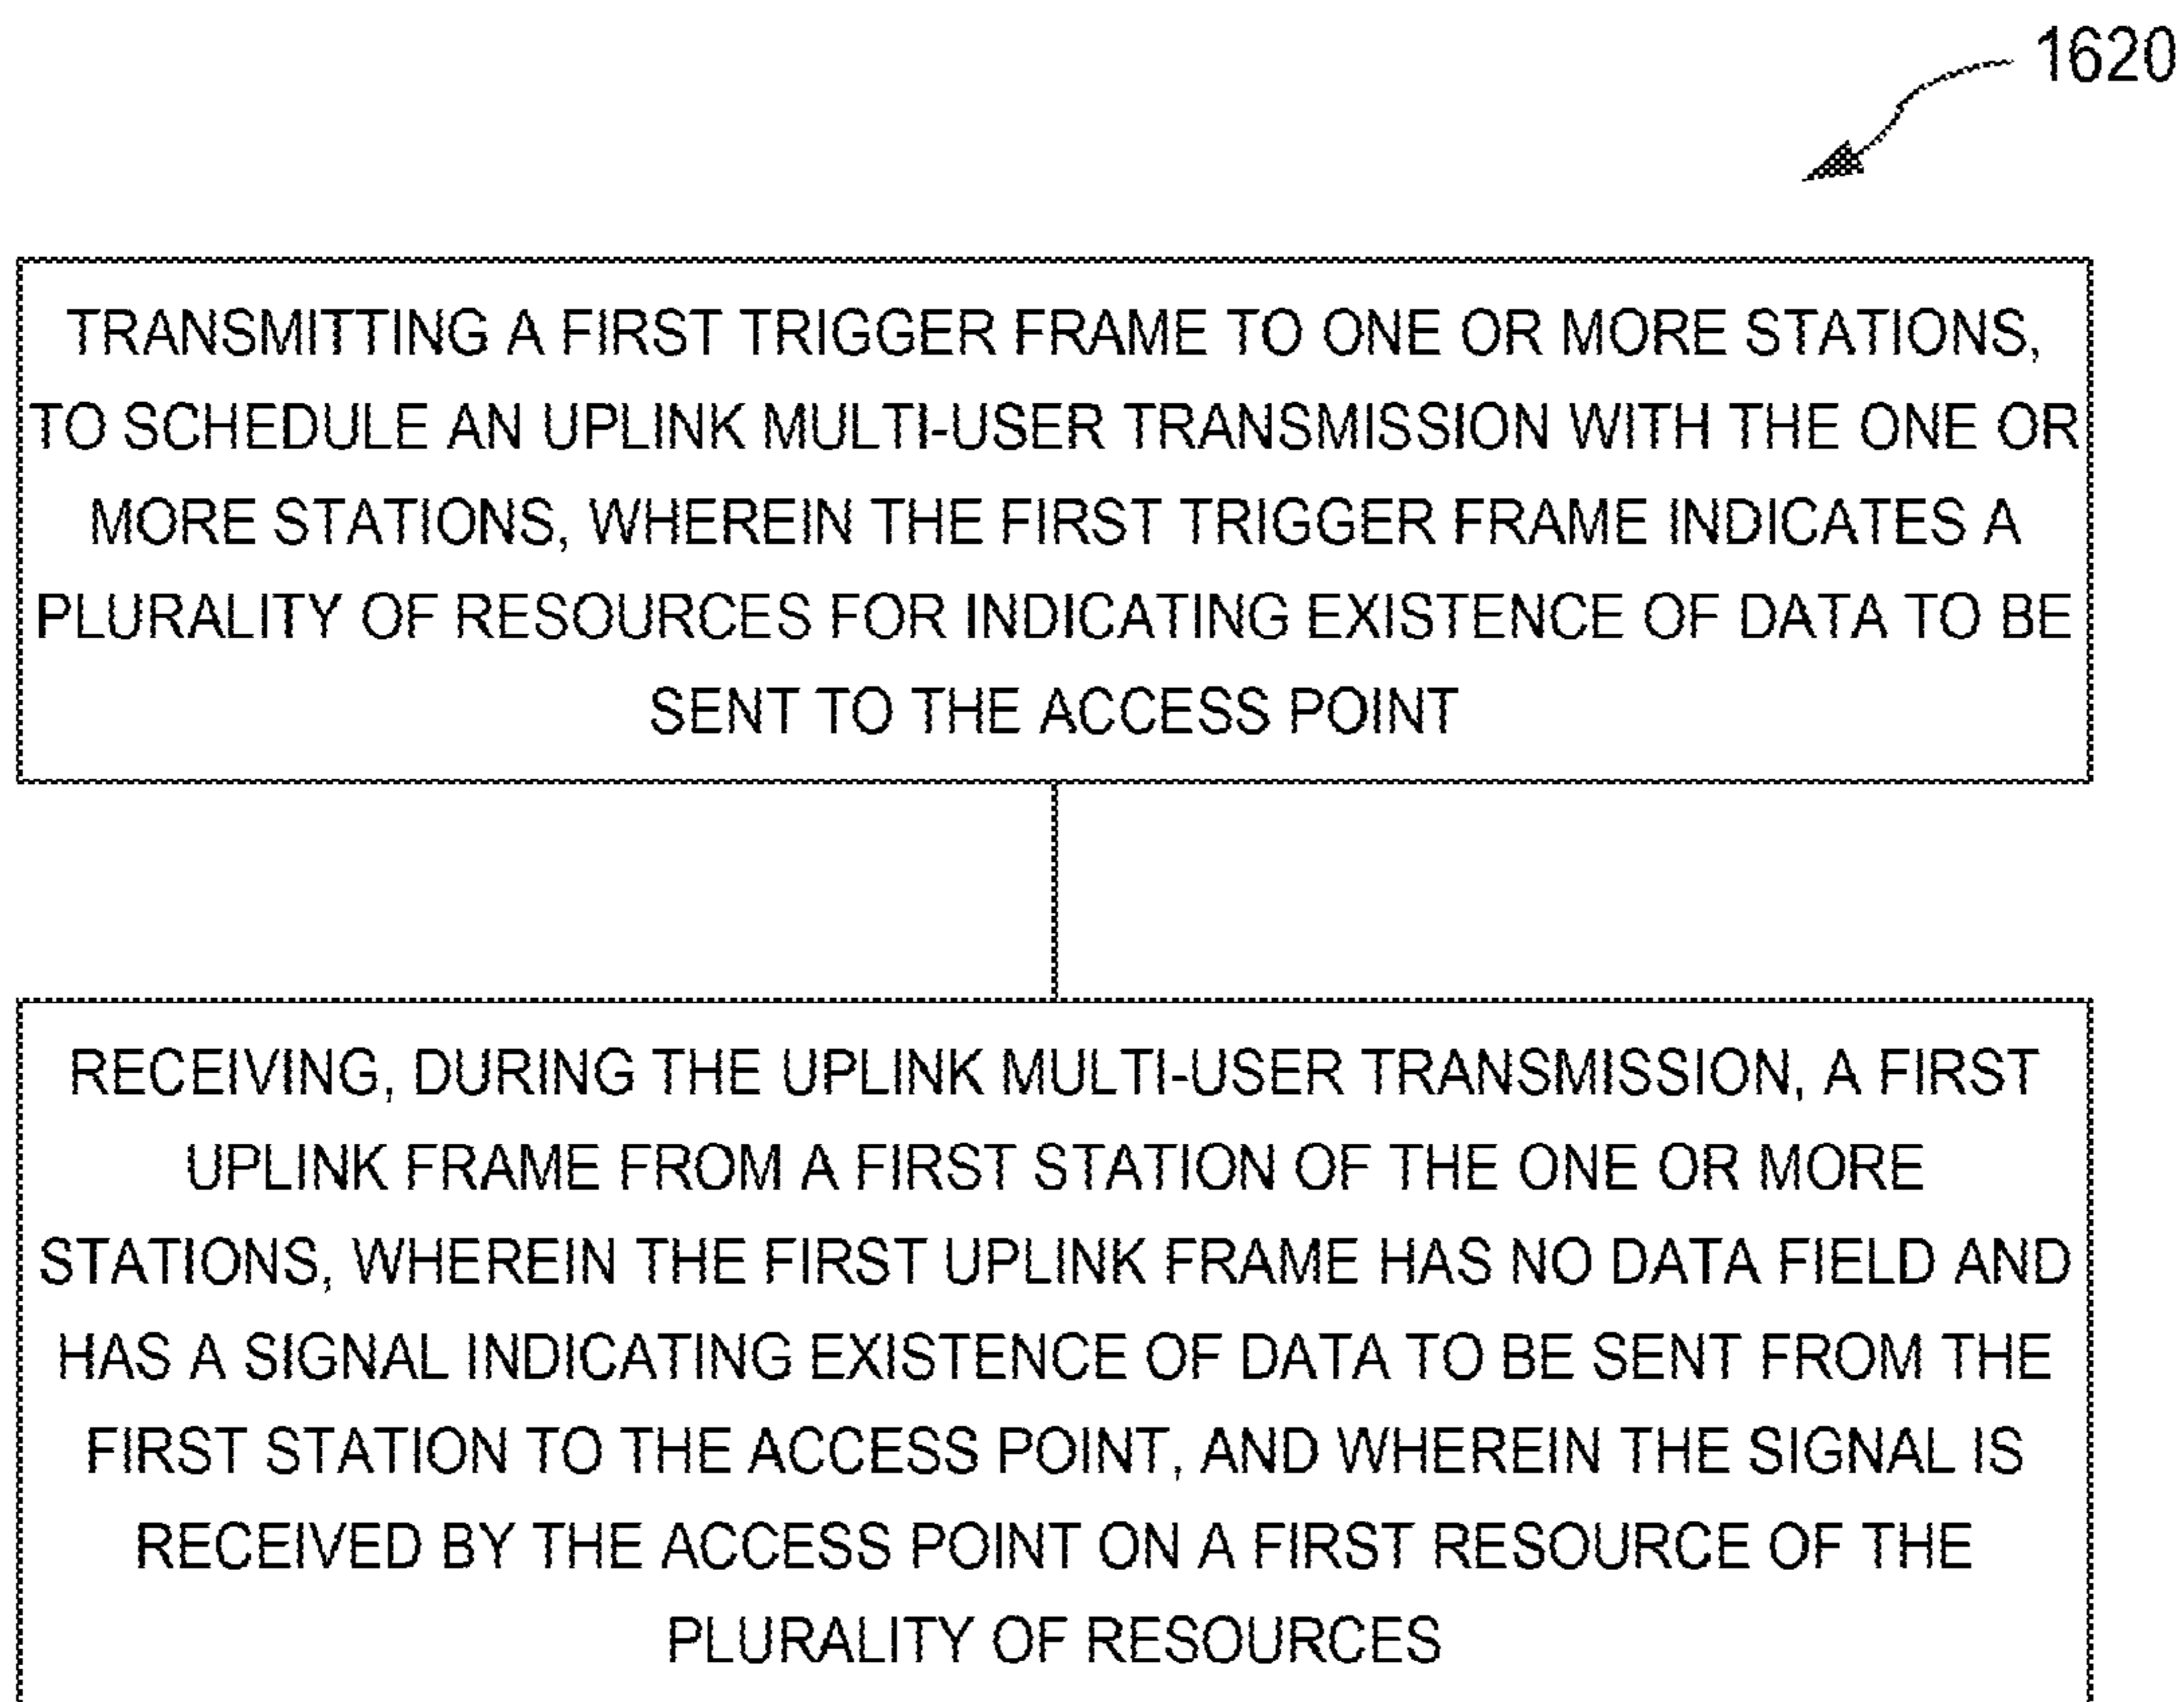 1620
TRANSMITTING A FIRST TRIGGER FRAME TO ONE OR MORE STATIONS,
TO SCHEDULE AN UPLINK MULTI-USER TRANSMISSION WITH THE ONE OR
MORE STATIONS, WHEREIN THE FIRST TRIGGER FRAME INDICATES A
PLURALITY OF RESOURCES FOR INDICATING EXISTENCE OF DATA TO BE
SENT TO THE ACCESS POINT
RECEIVING, DURING THE UPLINK MULTI-USER TRANSMISSION, A FIRST
UPLINK FRAME FROM A FIRST STATION OF THE ONE OR MORE
STATIONS, WHEREIN THE FIRST UPLINK FRAME HAS NO DATA FIELD AND
HAS A SIGNAL INDICATING EXISTENCE OF DATA TO BE SENT FROM THE
FIRST STATION TO THE ACCESS POINT, AND WHEREIN THE SIGNAL IS
RECEIVED BY THE ACCESS POINT ON A FIRST RESOURCE OF THE
PLURALITY OF RESOURCES